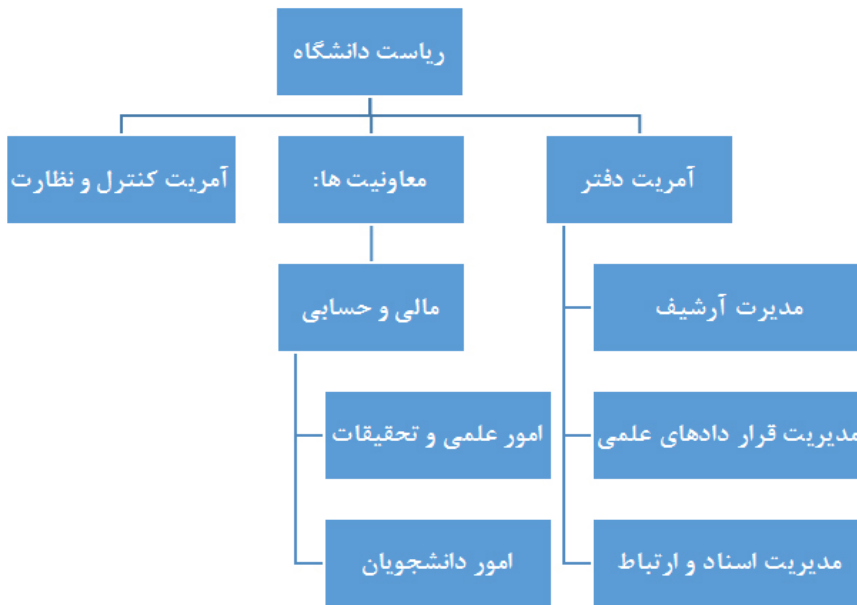 ریاست دانشگاه
آمریت دفتر
معاونیت ها:
آمریت کنترل و نظارت
مدیرت آرشیف
مالی و حسابی
مدیریت قرار دادهای علمی
امور علمی و تحقیقات
مدیریت اسناد و ارتباط
امور دانشجویان